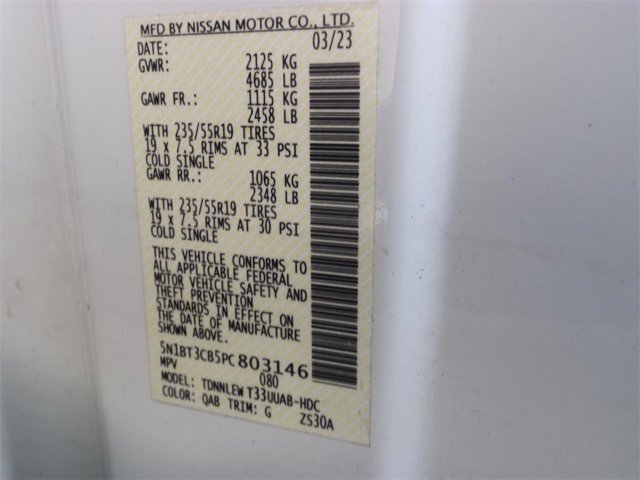 MFD BY NISSAN MOTOR CO., LTD.
DATE: 03/23
GVWR: 2125 KG
4685 LB
GAWR FR.: 1115 KG
2458 LB
WITH 235/55R19 TIRES
19 x 7.5 RIMS AT 33 PSI
COLD SINGLE
GAWR RR.: 1065 KG
2348 LB
WITH 235/55R19 TIRES
19 x 7.5 RIMS AT 30 PSI
COLD SINGLE
THIS VEHICLE CONFORMS TO
ALL APPLICABLE FEDERAL
MOTOR VEHICLE SAFETY AND
THEFT PREVENTION
STANDARDS IN EFFECT ON
THE DATE OF MANUFACTURE
SHOWN ABOVE.
5N1BT3CB5PC803146
MPV 080
MODEL: TDNNLEW T33UUAB-HDC
COLOR: QAB TRIM: G ZS30A